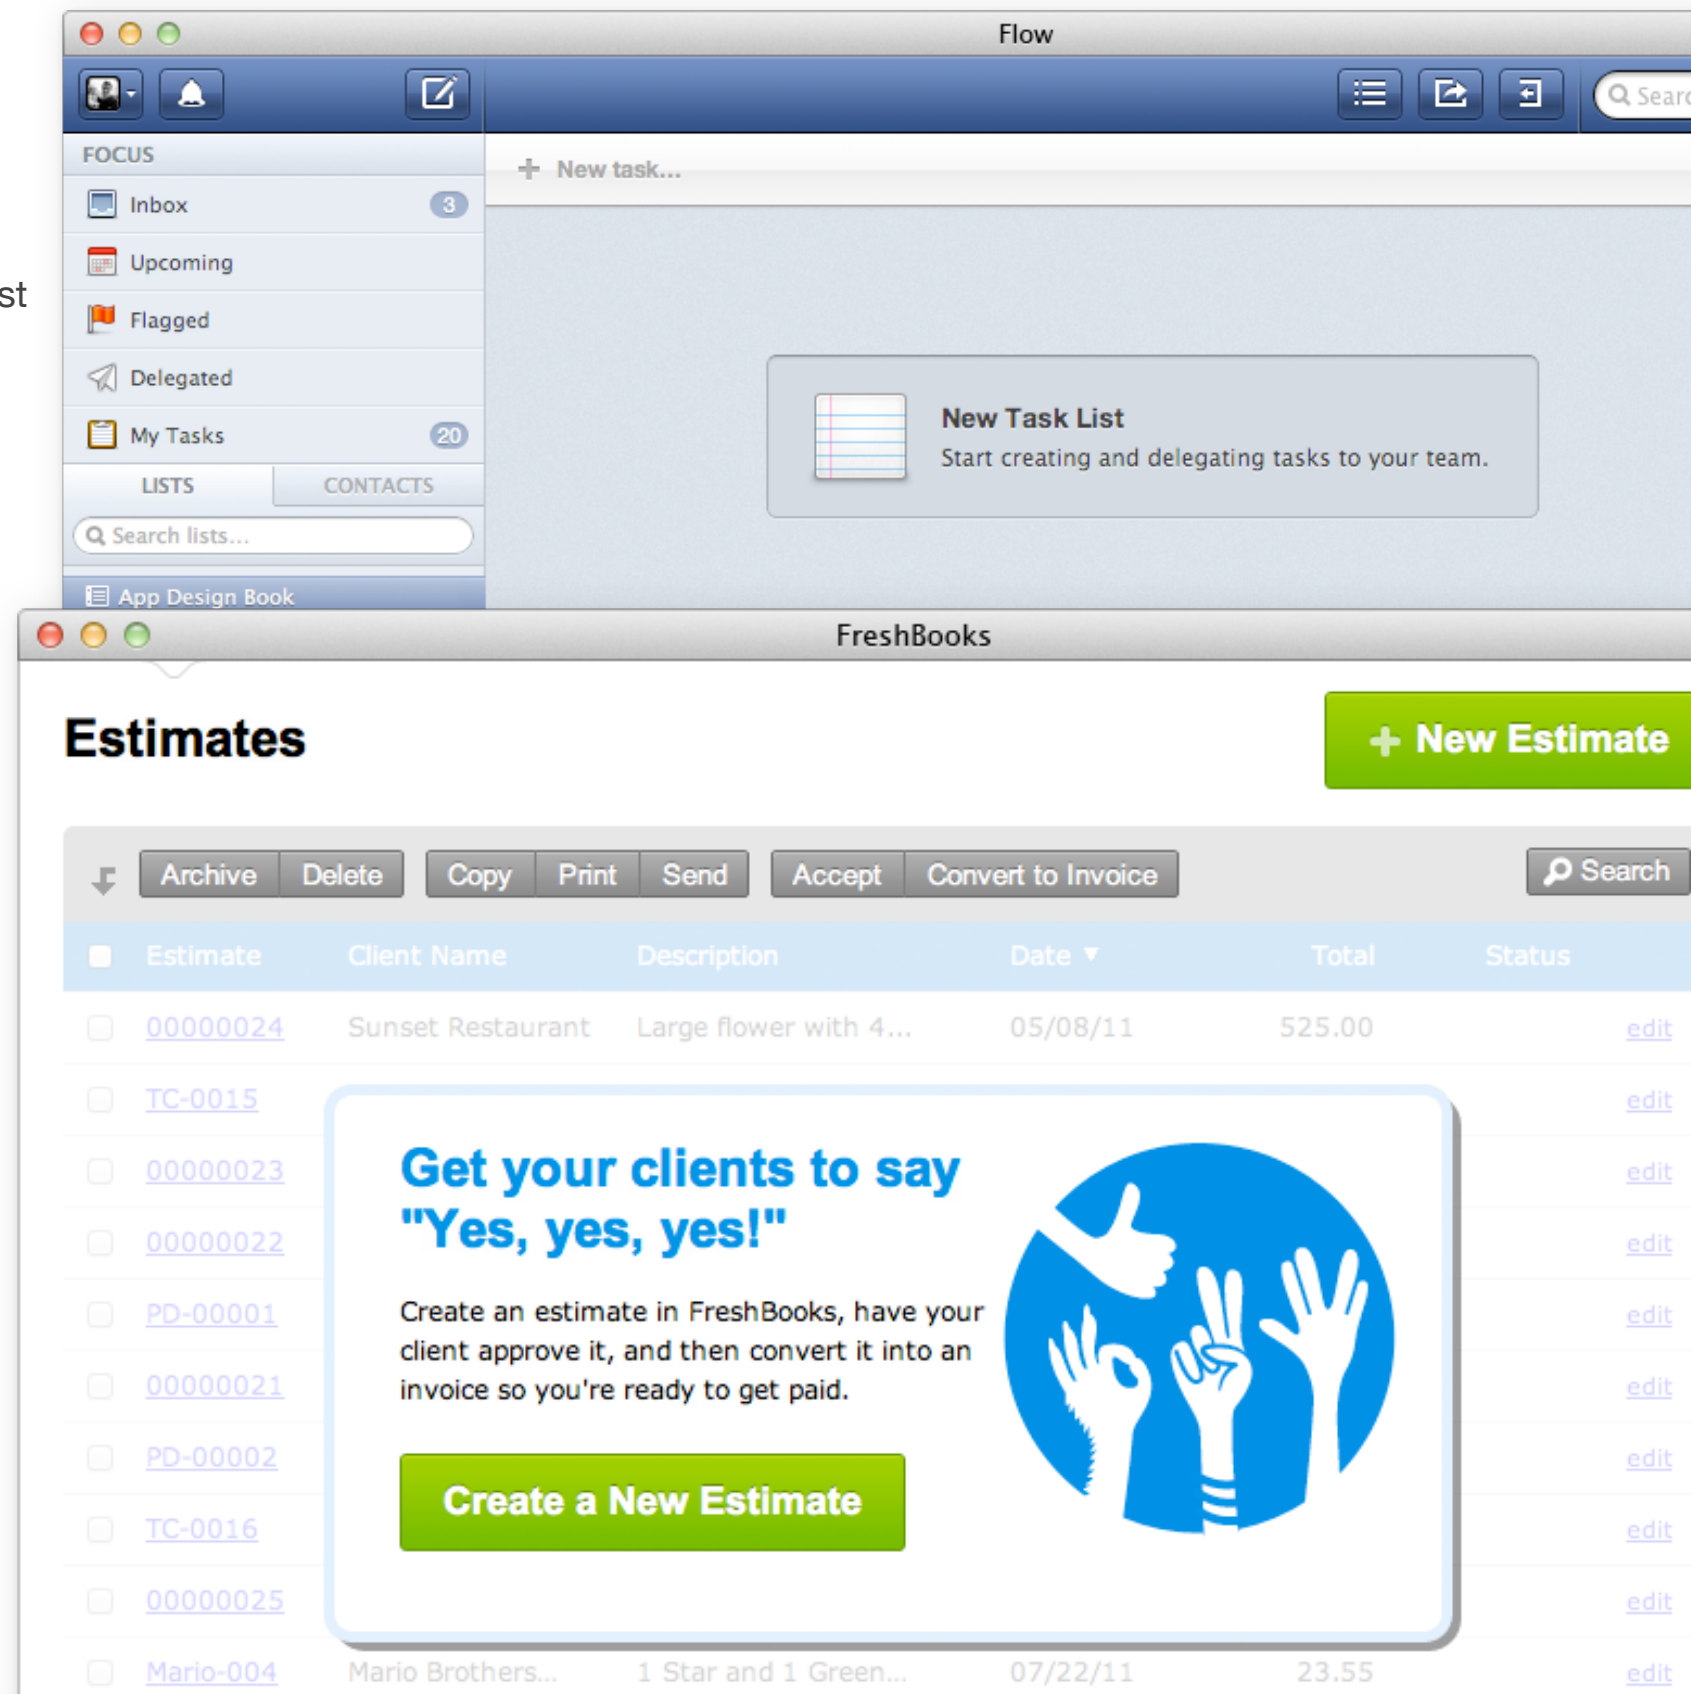 Flow
Searc
FOCUS
+ New task...
Inbox 3
Upcoming
st
Flagged
Delegated
My Tasks 20
New Task List
Start creating and delegating tasks to your team.
LISTS CONTACTS
Search lists...
App Design Book
FreshBooks
Estimates
+ New Estimate
Archive Delete Copy Print Send Accept Convert to Invoice Search
Estimate Client Name Description Date ▼ Total Status
00000024 Sunset Restaurant Large flower with 4... 05/08/11 525.00 edit
TC-0015 edit
00000023 edit
00000022 edit
PD-00001 edit
00000021 edit
PD-00002 edit
TC-0016 edit
00000025 edit
Get your clients to say
"Yes, yes, yes!"
Create an estimate in FreshBooks, have your
client approve it, and then convert it into an
invoice so you're ready to get paid.
Create a New Estimate
Mario-004 Mario Brothers... 1 Star and 1 Green... 07/22/11 23.55 edit